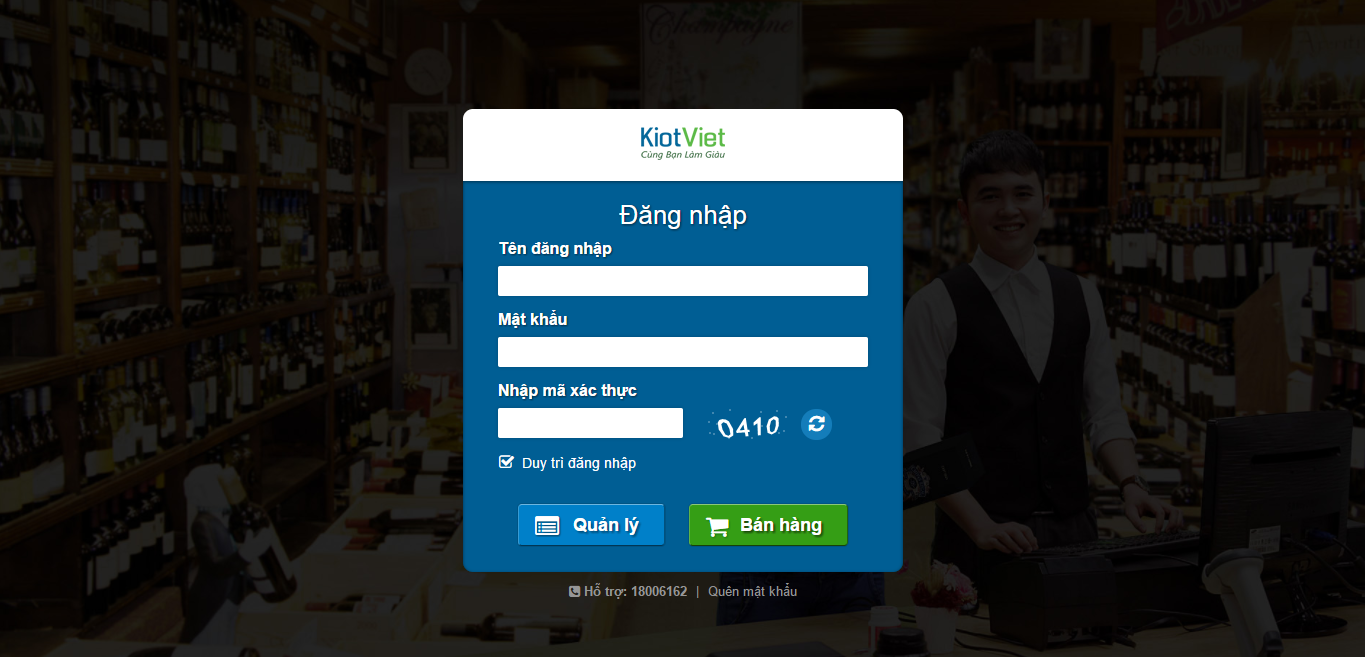 Champagne
KiotViet
Cùng Bạn Làm Giàu
Đăng nhập
Tên đăng nhập
Mật khẩu
Nhập mã xác thực
0410
Duy trì đăng nhập
Quản lý Bán hàng
Hỗ trợ: 18006162 | Quên mật khẩu